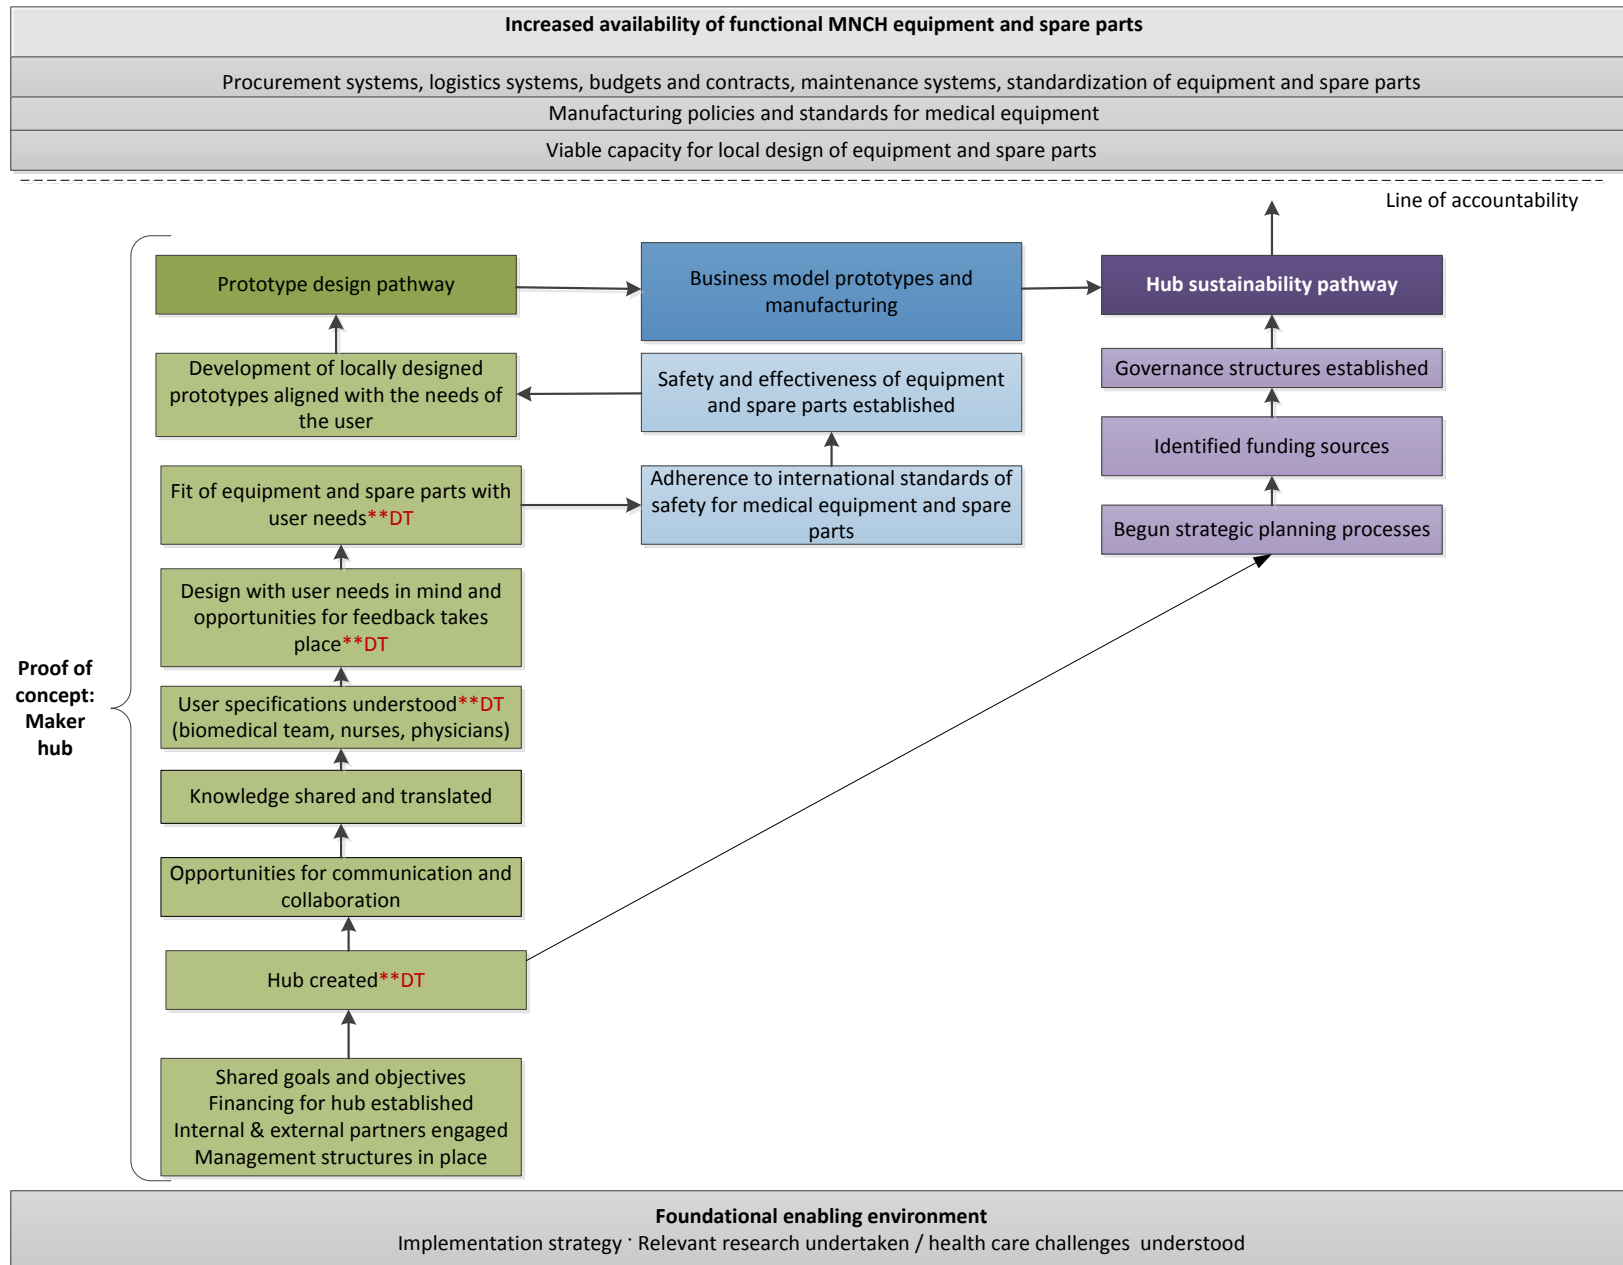 Increased availability of functional MNCH equipment and spare parts
Procurement systems, logistics systems, budgets and contracts, maintenance systems, standardization of equipment and spare parts
Manufacturing policies and standards for medical equipment
Viable capacity for local design of equipment and spare parts
Line of accountability
Prototype design pathway
Business model prototypes and
manufacturing
Hub sustainability pathway
Development of locally designed
prototypes aligned with the needs of
the user
Safety and effectiveness of equipment
and spare parts established
Governance structures established
Identified funding sources
Fit of equipment and spare parts with
user needs**DT
Adherence to international standards of
safety for medical equipment and spare
parts
Begun strategic planning processes
Design with user needs in mind and
opportunities for feedback takes
place**DT
Proof of
concept:
Maker
hub
User specifications understood**DT
(biomedical team, nurses, physicians)
Knowledge shared and translated
Opportunities for communication and
collaboration
Hub created**DT
Shared goals and objectives
Financing for hub established
Internal & external partners engaged
Management structures in place
Foundational enabling environment
Implementation strategy · Relevant research undertaken / health care challenges  understood